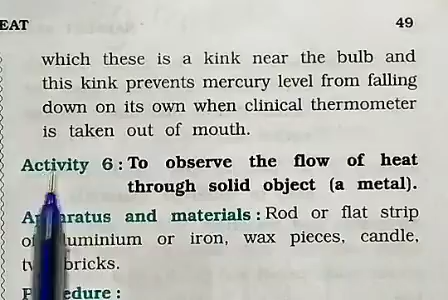 EAT 49
which these is a kink near the bulb and
this kink prevents mercury level from falling
down on its own when clinical thermometer
is taken out of mouth.
Activity 6 : To observe the flow of heat
through solid object (a metal).
and materials : Rod or flat strip
or iron, wax pieces, candle,
bricks.